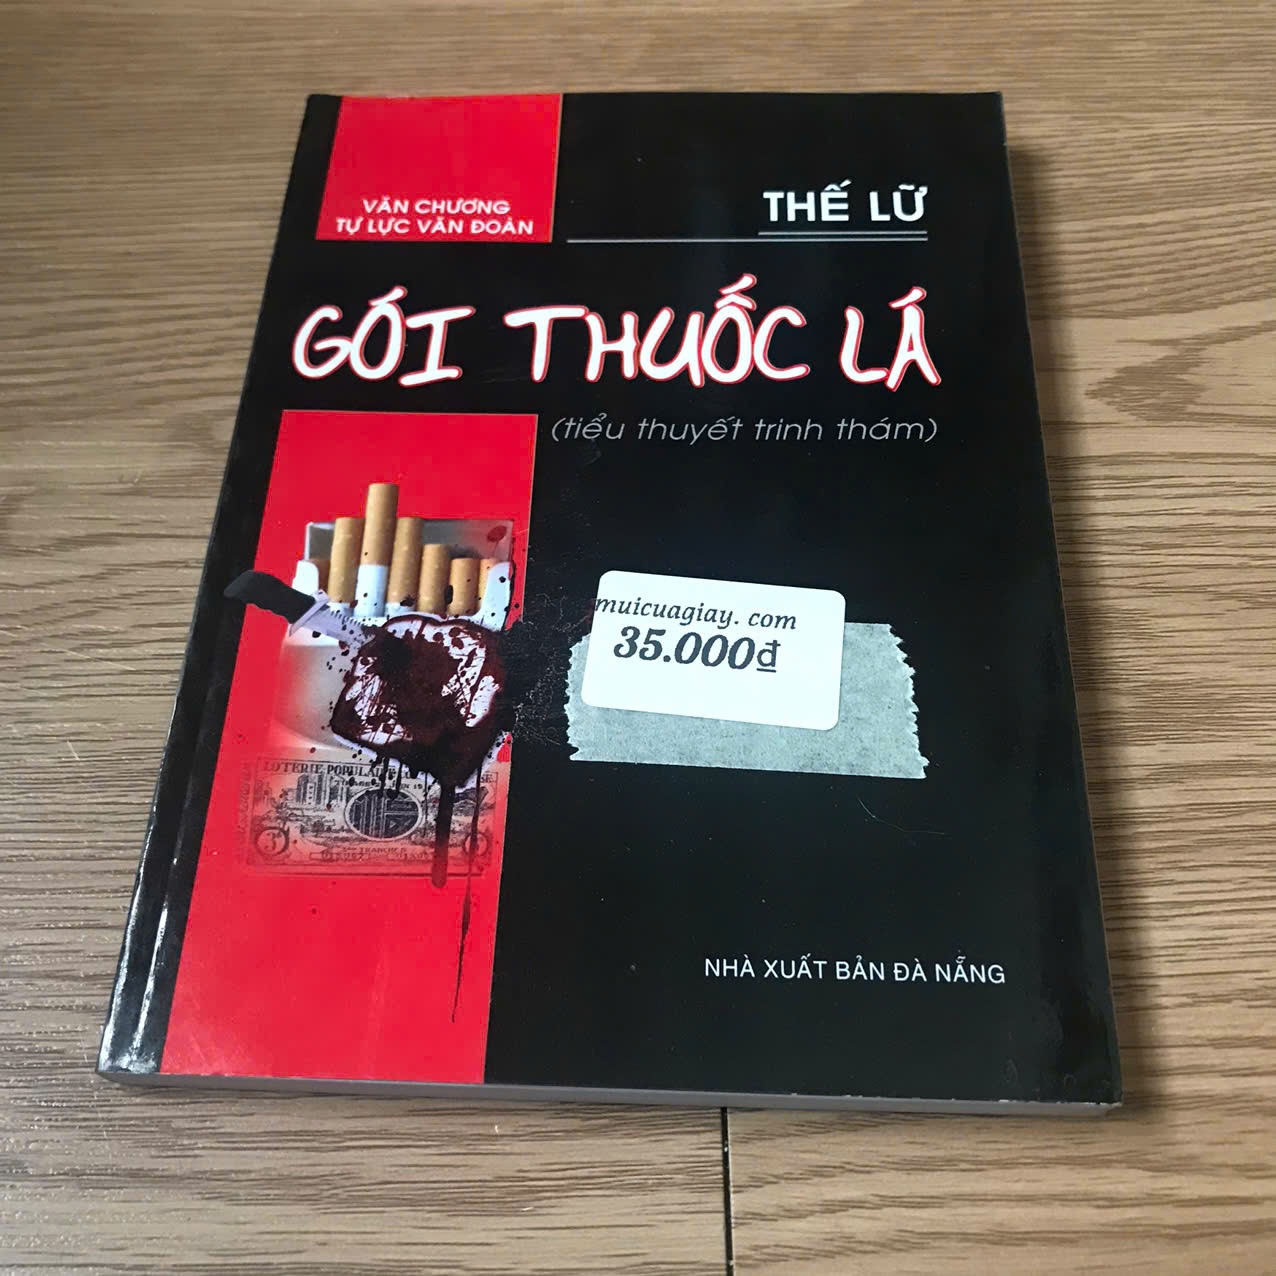 VĂN CHƯƠNG
TỰ LỰC VĂN ĐOÀN
THẾ LỮ
GÓI THUỐC LÁ
(tiểu thuyết trinh thám)
muicuagiay. com
35.000đ
LOTERIE
NHÀ XUẤT BẢN ĐÀ NẴNG